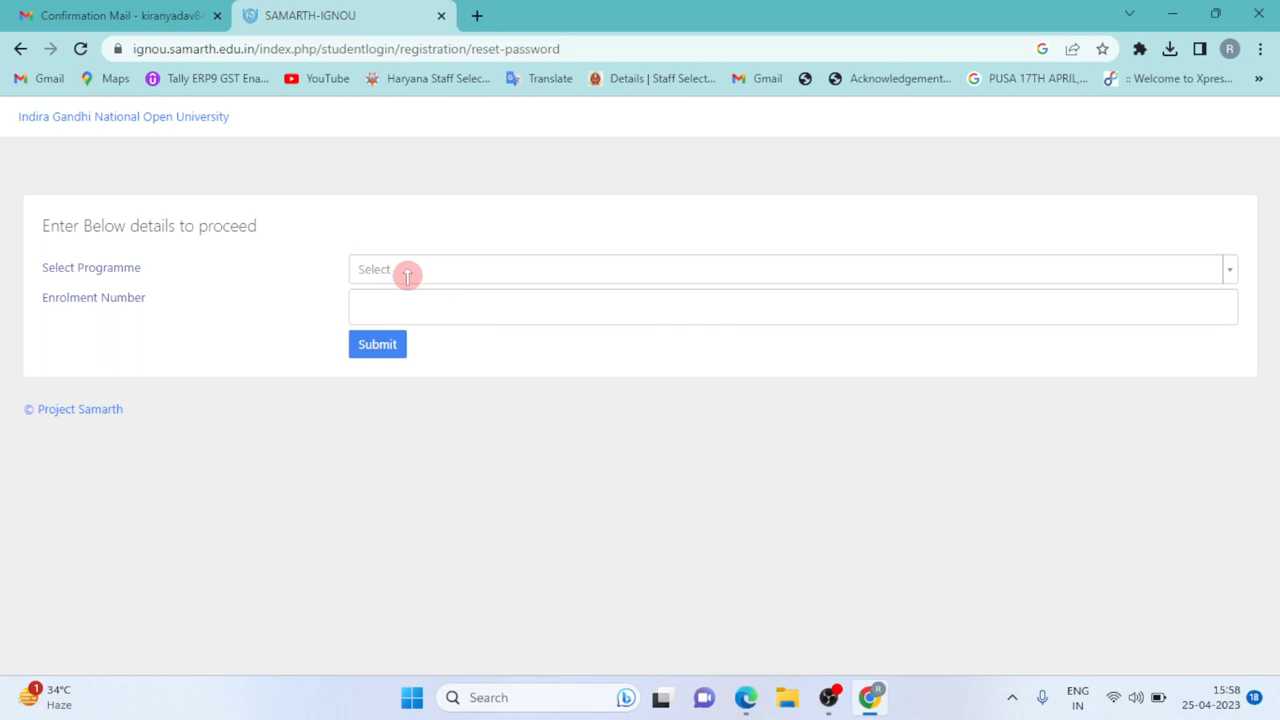 Confirmation Mail - kiranyadav84
SAMARTH-IGNOU
ignou.samarth.edu.in/index.php/studentlogin/registration/reset-password
R
Gmail
Maps
Tally ERP9 GST Ena...
YouTube
Haryana Staff Selec...
Translate
Details | Staff Select...
Gmail
Acknowledgement...
PUSA 17TH APRIL,...
:: Welcome to Xpres...
»
Indira Gandhi National Open University
Enter Below details to proceed
Select Programme
Select
Enrolment Number
Submit
© Project Samarth
1
34°C
Haze
Search
R
ENG
IN
15:58
25-04-2023
18